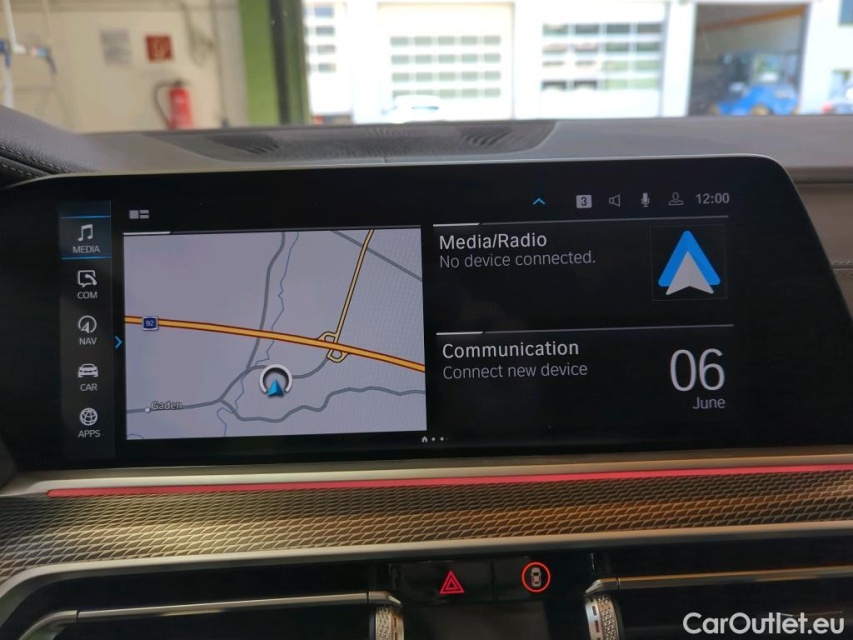 3
12:00
MEDIA
COM
NAV
CAR
APPS
92
Gaden
Media/Radio
No device connected.
Communication
Connect new device
06
June
CarOutlet.eu